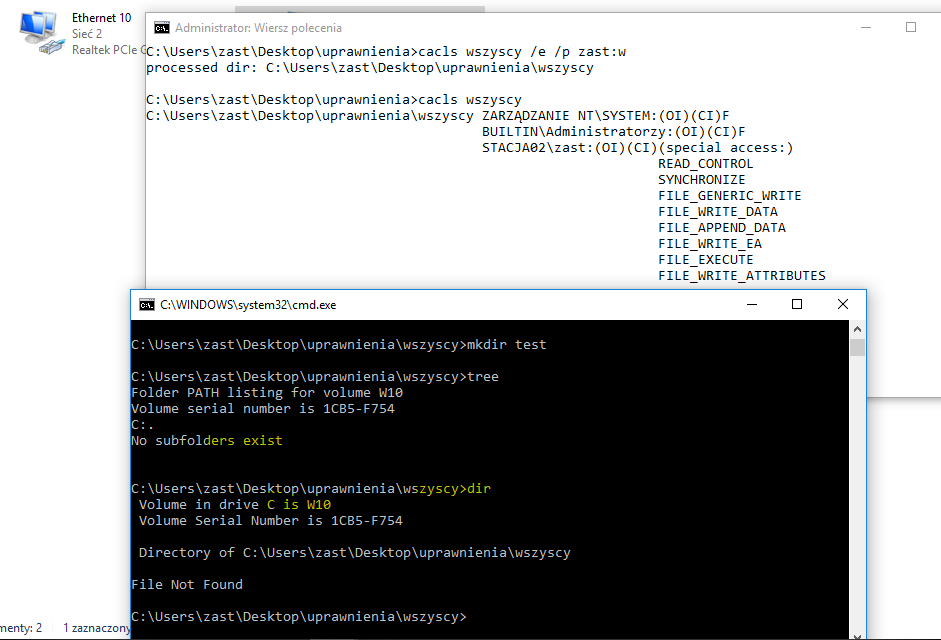 Ethernet 10
Sieć 2
Realtek PCIe G
Administrator: Wiersz polecenia
C:\Users\zast\Desktop\uprawnienia>cacls wszyscy /e /p zast:w
processed dir: C:\Users\zast\Desktop\uprawnienia\wszyscy
C:\Users\zast\Desktop\uprawnienia>cacls wszyscy
C:\Users\zast\Desktop\uprawnienia\wszyscy ZARZĄDZANIE NT\SYSTEM:(OI)(CI)F
BUILTIN\Administratorzy:(OI)(CI)F
STACJA02\zast:(OI)(CI)(special access:)
READ_CONTROL
SYNCHRONIZE
FILE_GENERIC_WRITE
FILE_WRITE_DATA
FILE_APPEND_DATA
FILE_WRITE_EA
FILE_EXECUTE
FILE_WRITE_ATTRIBUTES
C:\WINDOWS\system32\cmd.exe
C:\Users\zast\Desktop\uprawnienia\wszyscy>mkdir test
C:\Users\zast\Desktop\uprawnienia\wszyscy>tree
Folder PATH listing for volume W10
Volume serial number is 1CB5-F754
C:.
No subfolders exist
C:\Users\zast\Desktop\uprawnienia\wszyscy>dir
Volume in drive C is W10
Volume Serial Number is 1CB5-F754
Directory of C:\Users\zast\Desktop\uprawnienia\wszyscy
File Not Found
C:\Users\zast\Desktop\uprawnienia\wszyscy>
menty: 2
1 zaznaczony